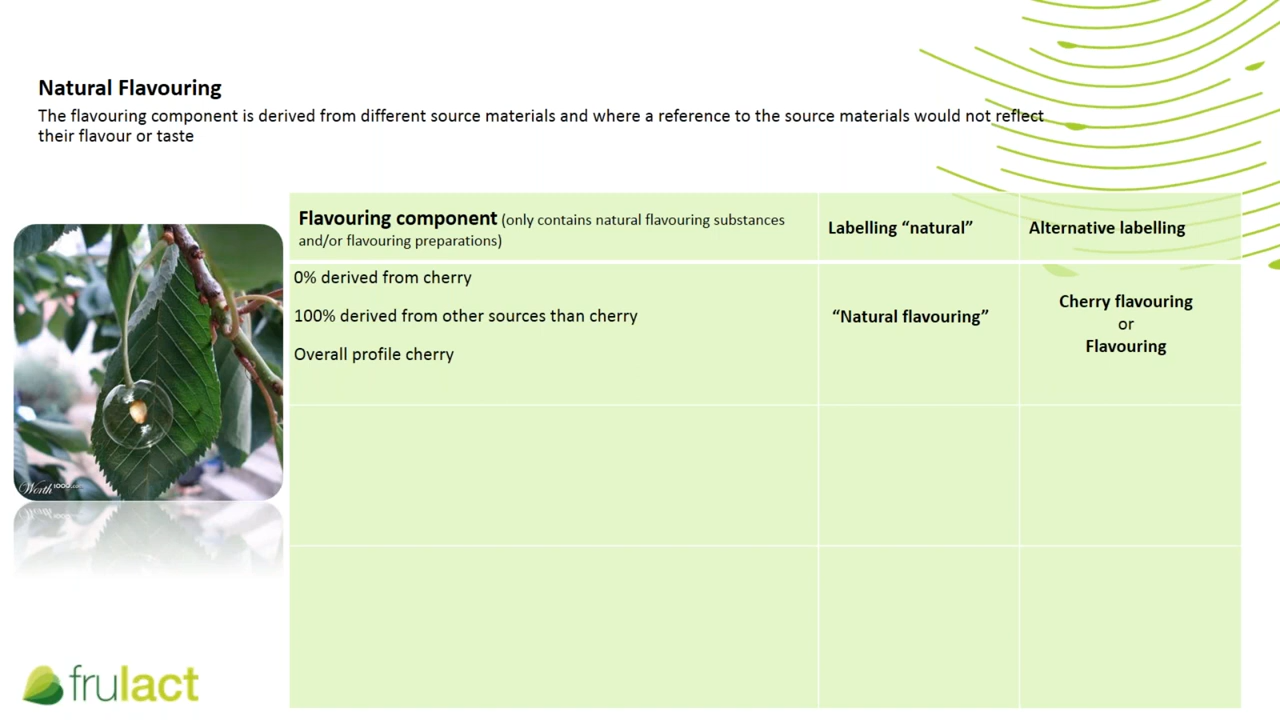 Natural Flavouring
The flavouring component is derived from different source materials and where a reference to the source materials would not reflect
their flavour or taste
Flavouring component (only contains natural flavouring substances
and/or flavouring preparations)
Labelling “natural”
Alternative labelling
0% derived from cherry
100% derived from other sources than cherry
Overall profile cherry
“Natural flavouring”
Cherry flavouring
or
Flavouring
Worth1000.com
frulact